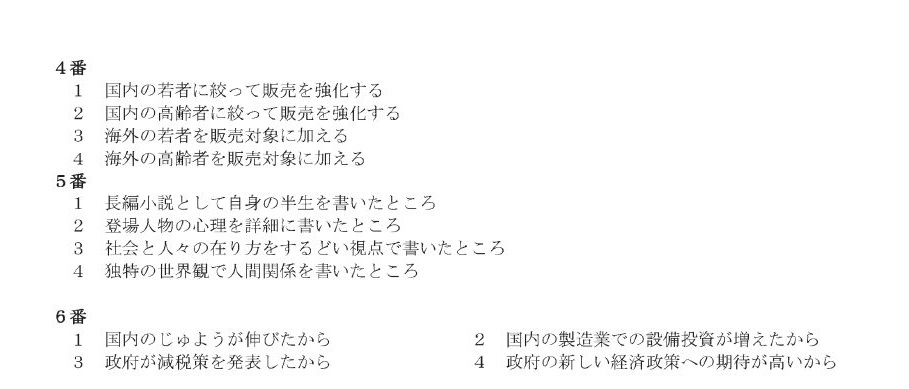 ４番
1 国内の若者に絞って販売を強化する
2 国内の高齢者に絞って販売を強化する
3 海外の若者を販売対象に加える
4 海外の高齢者を販売対象に加える
５番
1 長編小説として自身の半生を書いたところ
2 登場人物の心理を詳細に書いたところ
3 社会と人々の在り方をするどい視点で書いたところ
4 独特の世界観で人間関係を書いたところ
６番
1 国内のじゅようが伸びたから 2 国内の製造業での設備投資が増えたから
3 政府が減税策を発表したから 4 政府の新しい経済政策への期待が高いから